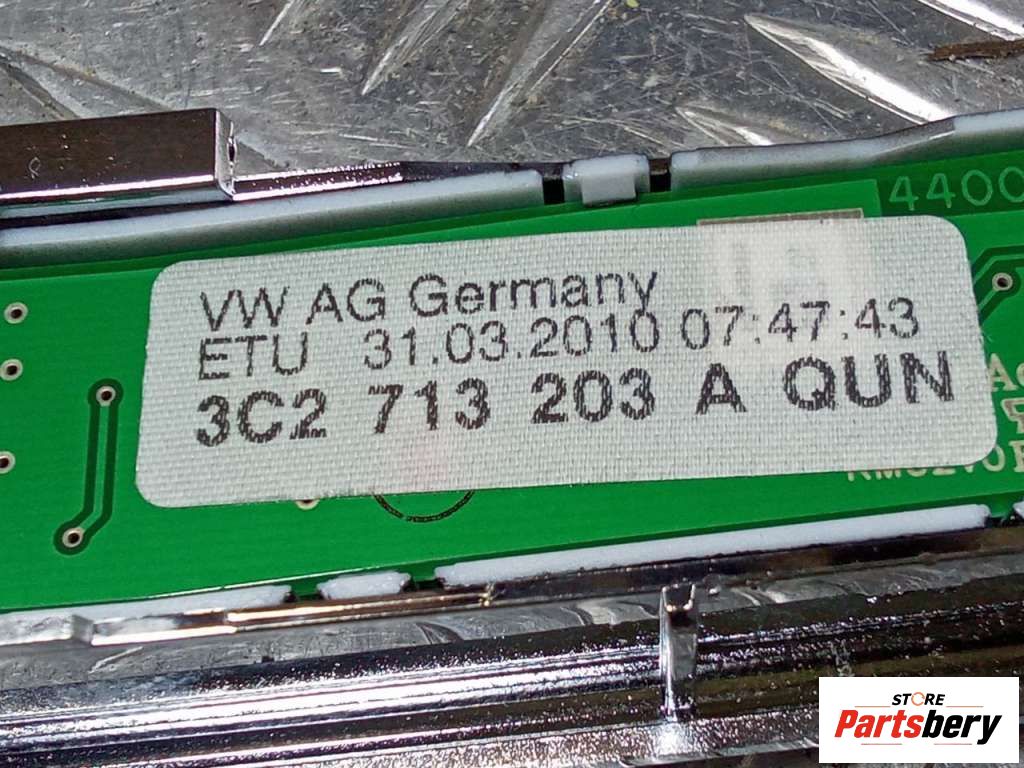 4400
VW AG Germany
ETU 31.03.2010 07:47:43
3C2 713 203 A QUN
STORE
Partsbery